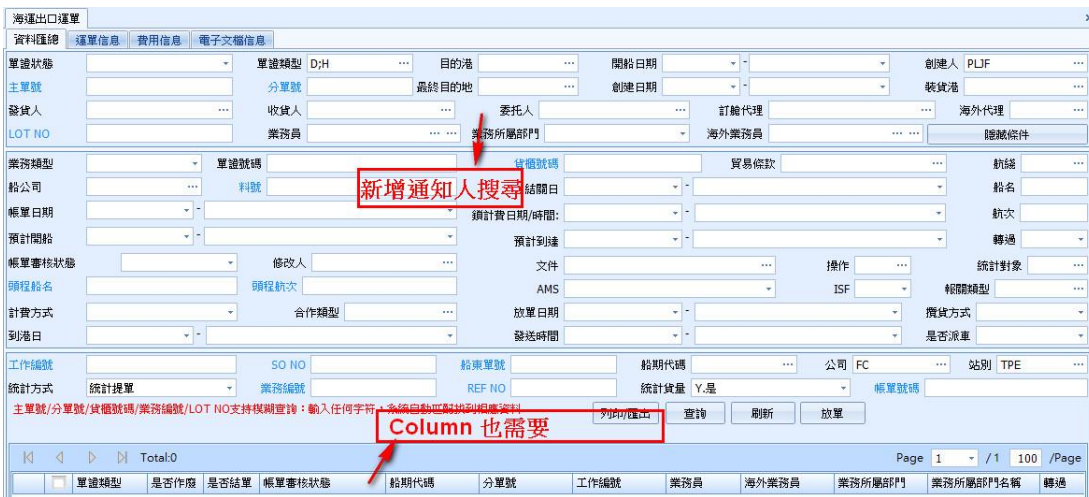 海運出口運單
資料匯總 運單信息 費用信息 電子文檔信息
單證狀態 單證類型 D;H ... 目的港 ... 開船日期 - 創建人 PLJF ...
主單號 分單號 最終目的地 ... 創建日期 - 裝貨港 ...
發貨人 ... 收貨人 ... 委托人 ... 訂艙代理 ... 海外代理 ...
LOT NO 業務員 ... ... 業務所屬部門 海外業務員 ... ... 隱藏條件
業務類型 單證號碼 貨櫃號碼 貿易條款 ... 航線 ...
船公司 ... 料號 新增通知人搜尋 結關日 - 船名
帳單日期 - 鎖計費日期/時間: - 航次
預計開船 - 預計到達 - 轉過
帳單審核狀態 修改人 ... 文件 ... 操作 ... 統計對象 ...
頭程船名 頭程航次 AMS ISF 報關類型 ...
計費方式 合作類型 ... 放單日期 - 攬貨方式
到港日 - 發送時間 - 是否派車
工作編號 SO NO 船東單號 船期代碼 ... 公司 FC ... 站別 TPE ...
統計方式 統計提單 業務編號 REF NO 統計貨量 Y.是 帳單號碼
主單號/分單號/貨櫃號碼/業務編號/LOT NO支持模糊查詢：輸入任何字符，系統自動匹配找到相應資料 列印/匯出 查詢 刷新 放單
Column 也需要
Total:0 Page 1 / 1 100 /Page
單證類型 是否作廢 是否結單 帳單審核狀態 船期代碼 分單號 工作編號 業務員 海外業務員 業務所屬部門 業務所屬部門名稱 轉過